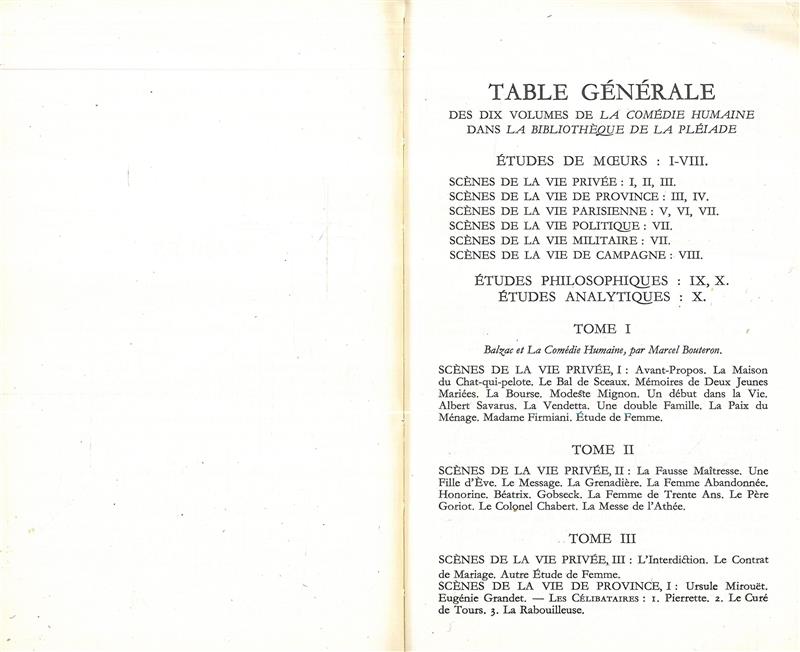 TABLE GÉNÉRALE
DES DIX VOLUMES DE LA COMÉDIE HUMAINE
DANS LA BIBLIOTHÈQUE DE LA PLÉIADE
ÉTUDES DE MŒURS : I-VIII.
SCÈNES DE LA VIE PRIVÉE : I, II, III.
SCÈNES DE LA VIE DE PROVINCE : III, IV.
SCÈNES DE LA VIE PARISIENNE : V, VI, VII.
SCÈNES DE LA VIE POLITIQUE : VII.
SCÈNES DE LA VIE MILITAIRE : VII.
SCÈNES DE LA VIE DE CAMPAGNE : VIII.
ÉTUDES PHILOSOPHIQUES : IX, X.
ÉTUDES ANALYTIQUES : X.
TOME I
Balzac et La Comédie Humaine, par Marcel Bouteron.
SCÈNES DE LA VIE PRIVÉE, I : Avant-Propos. La Maison
du Chat-qui-pelote. Le Bal de Sceaux. Mémoires de Deux Jeunes
Mariées. La Bourse. Modeste Mignon. Un début dans la Vie.
Albert Savarus. La Vendetta. Une double Famille. La Paix du
Ménage. Madame Firmiani. Étude de Femme.
TOME II
SCÈNES DE LA VIE PRIVÉE, II : La Fausse Maîtresse. Une
Fille d'Ève. Le Message. La Grenadière. La Femme Abandonnée.
Honorine. Béatrix. Gobseck. La Femme de Trente Ans. Le Père
Goriot. Le Colonel Chabert. La Messe de l'Athée.
TOME III
SCÈNES DE LA VIE PRIVÉE, III : L'Interdiction. Le Contrat
de Mariage. Autre Étude de Femme.
SCÈNES DE LA VIE DE PROVINCE, I : Ursule Mirouët.
Eugénie Grandet. — LES CÉLIBATAIRES : 1. Pierrette. 2. Le Curé
de Tours. 3. La Rabouilleuse.